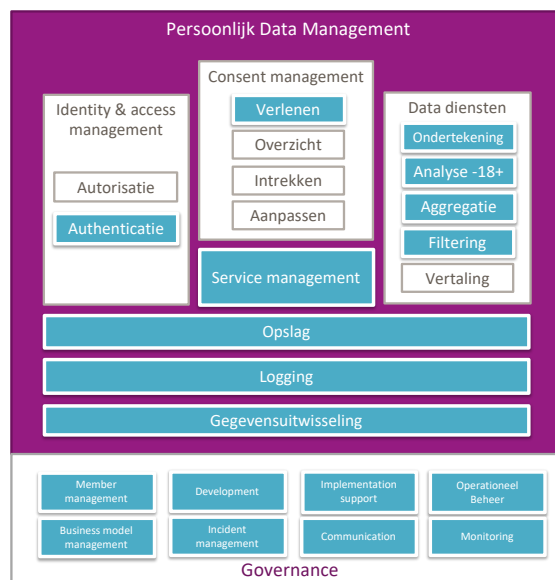 Persoonlijk Data Management
Identity & access
management
Autorisatie
Authenticatie
Consent management
Verlenen
Overzicht
Intrekken
Aanpassen
Service management
Data diensten
Ondertekening
Analyse -18+
Aggregatie
Filtering
Vertaling
Opslag
Logging
Gegevensuitwisseling
Member
management
Development
Implementation
support
Operationeel
Beheer
Business model
management
Incident
management
Communication
Monitoring
Governance